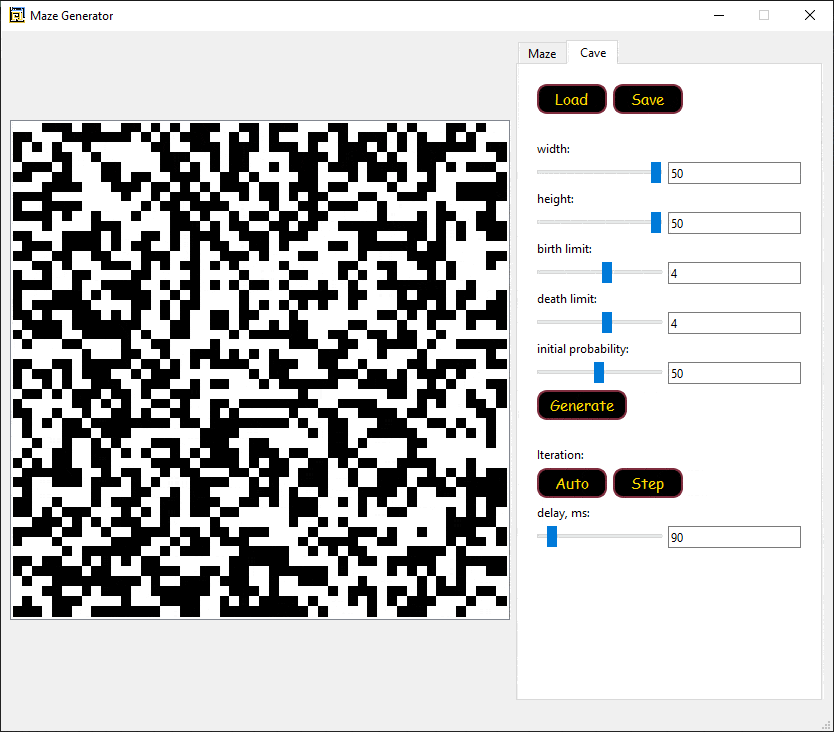 Maze Generator
Maze Cave
Load Save
width:
50
height:
50
birth limit:
4
death limit:
4
initial probability:
50
Generate
Iteration:
Auto Step
delay, ms:
90